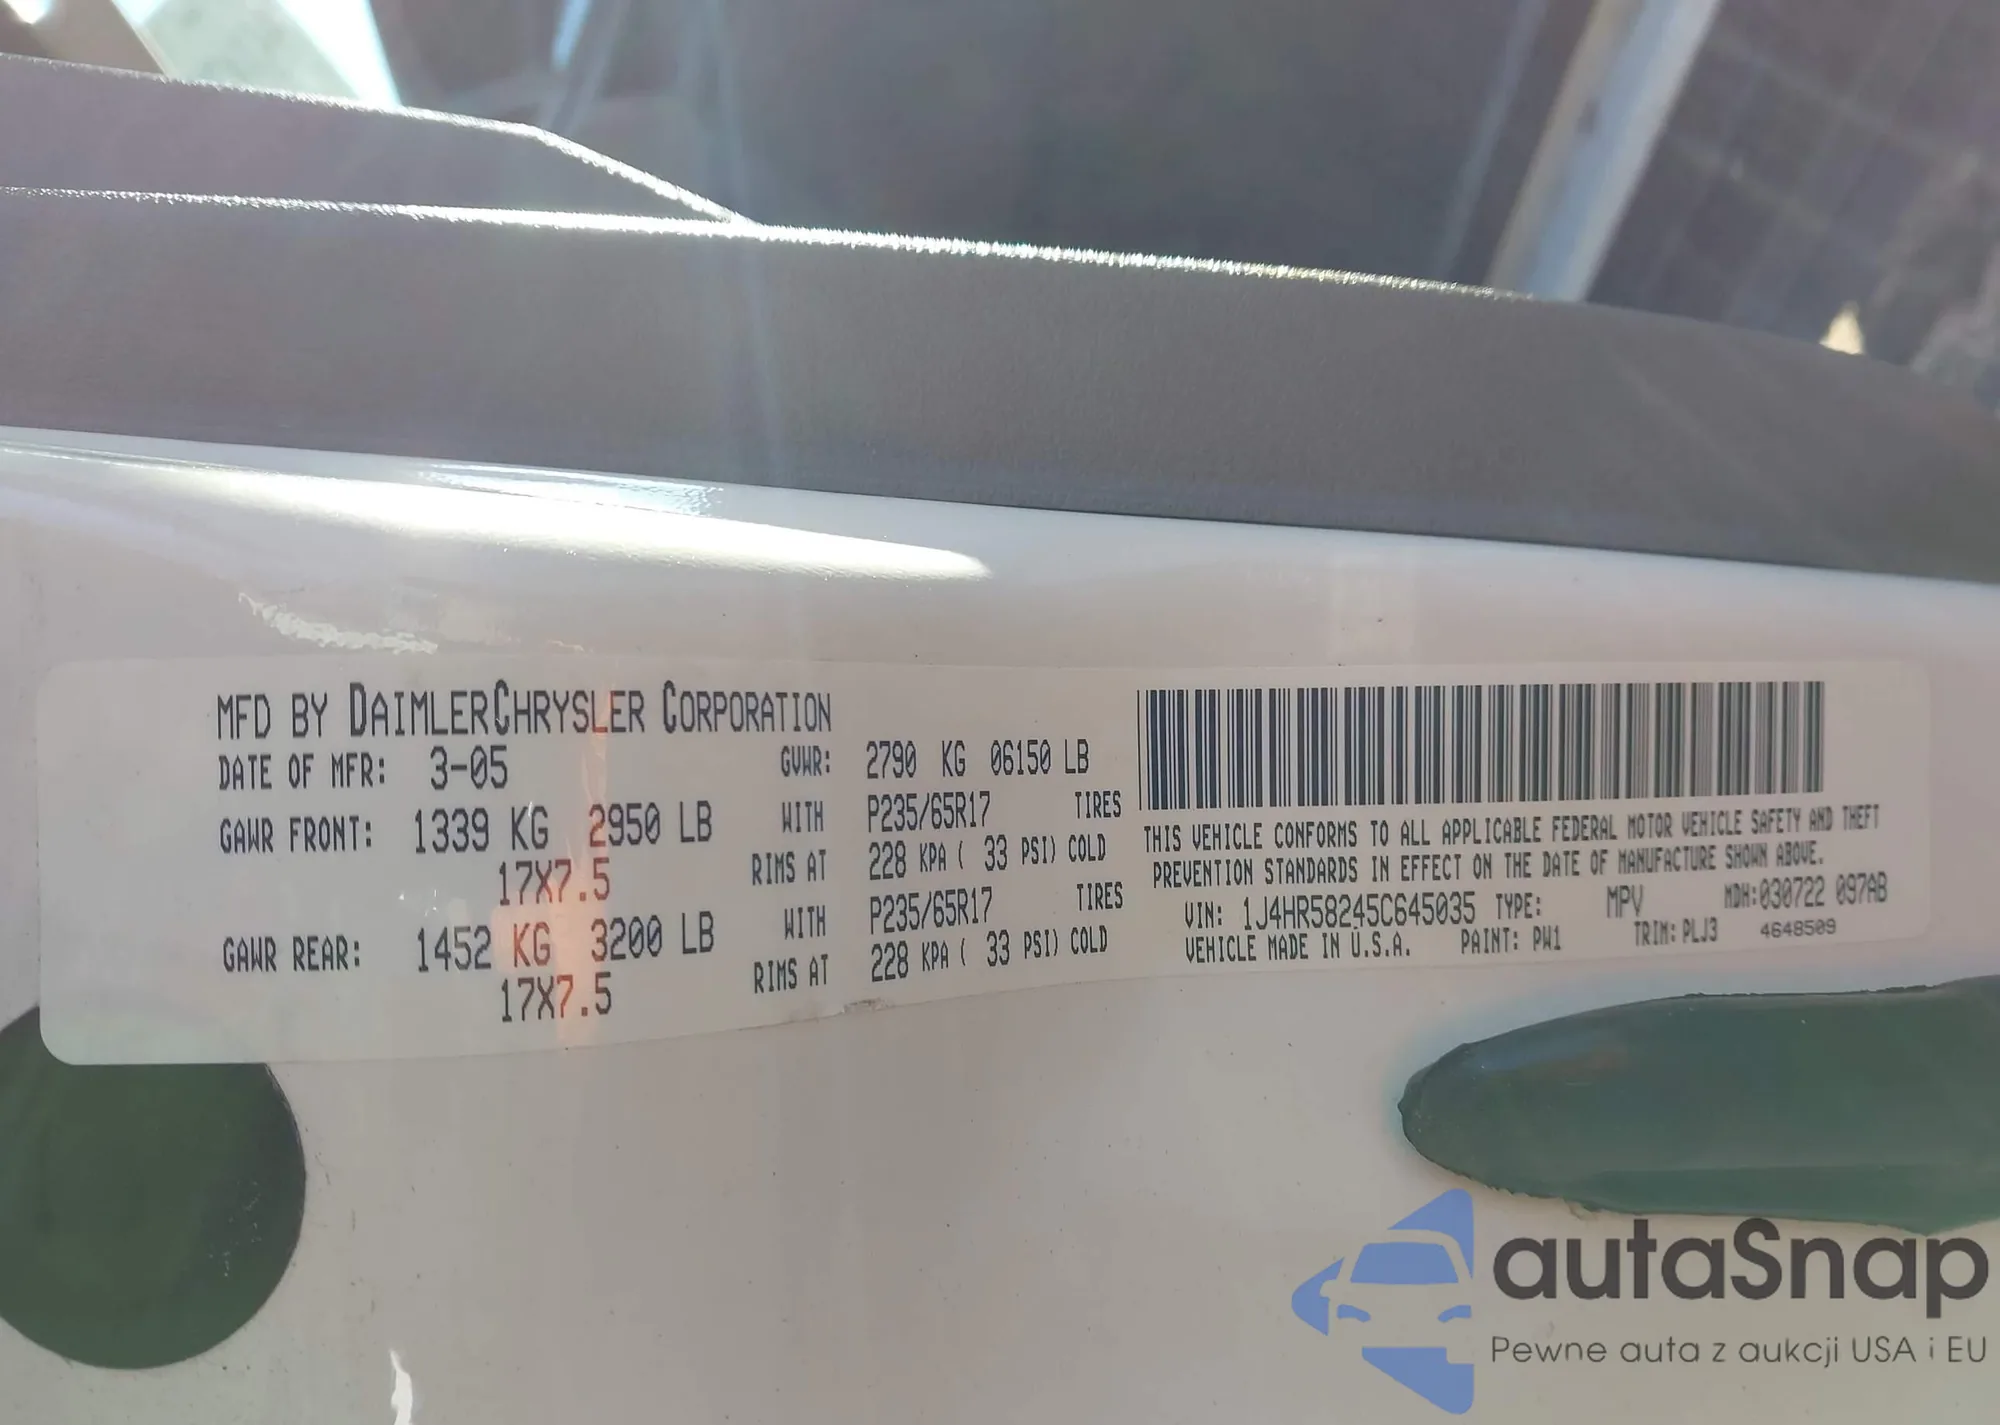 MFD BY DAIMLERCHRYSLER CORPORATION
DATE OF MFR: 3-05 GVWR: 2790 KG 06150 LB
GAWR FRONT: 1339 KG 2950 LB WITH P235/65R17 TIRES
17X7.5 RIMS AT 228 KPA ( 33 PSI) COLD
GAWR REAR: 1452 KG 3200 LB WITH P235/65R17 TIRES
17X7.5 RIMS AT 228 KPA ( 33 PSI) COLD
THIS VEHICLE CONFORMS TO ALL APPLICABLE FEDERAL MOTOR VEHICLE SAFETY AND THEFT
PREVENTION STANDARDS IN EFFECT ON THE DATE OF MANUFACTURE SHOWN ABOVE.
VIN: 1J4HR58245C645035 TYPE: MPV MDH:030722 097AB
VEHICLE MADE IN U.S.A. PAINT: PW1 TRIM: PLJ3 4648509
autaSnap
Pewne auta z aukcji USA i EU